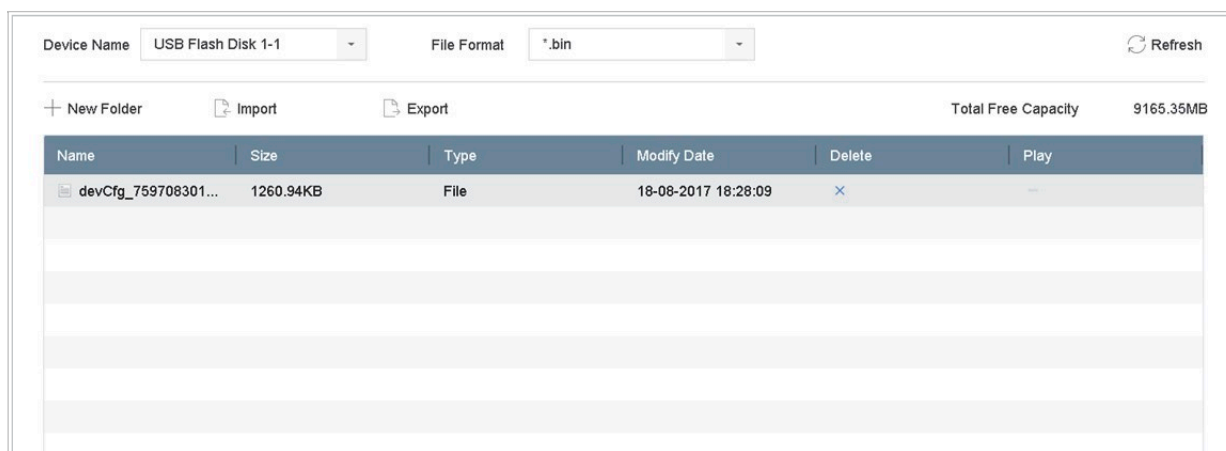 Device Name USB Flash Disk 1-1 File Format *.bin Refresh
New Folder Import Export Total Free Capacity 9165.35MB
Name Size Type Modify Date Delete Play
devCfg_759708301... 1260.94KB File 18-08-2017 18:28:09